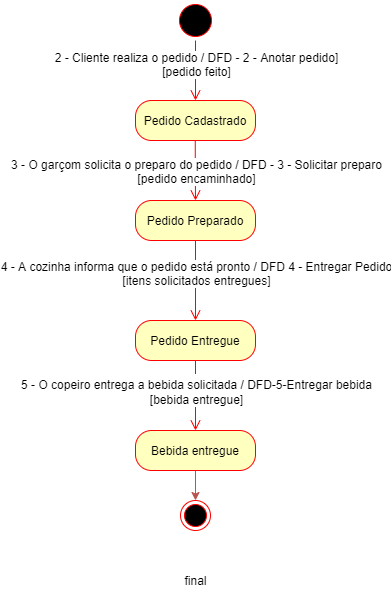 2 - Cliente realiza o pedido / DFD - 2 - Anotar pedido]
[pedido feito]
Pedido Cadastrado
3 - O garçom solicita o preparo do pedido / DFD - 3 - Solicitar preparo
[pedido encaminhado]
Pedido Preparado
4 - A cozinha informa que o pedido está pronto / DFD 4 - Entregar Pedido
[itens solicitados entregues]
Pedido Entregue
5 - O copeiro entrega a bebida solicitada / DFD-5-Entregar bebida
[bebida entregue]
Bebida entregue
final